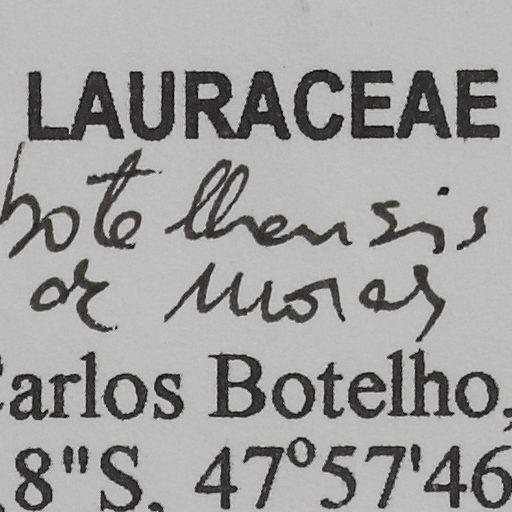 LAURACEAE
botelhensis
de Moraes
Carlos Botelho,
.8"S, 47°57'46